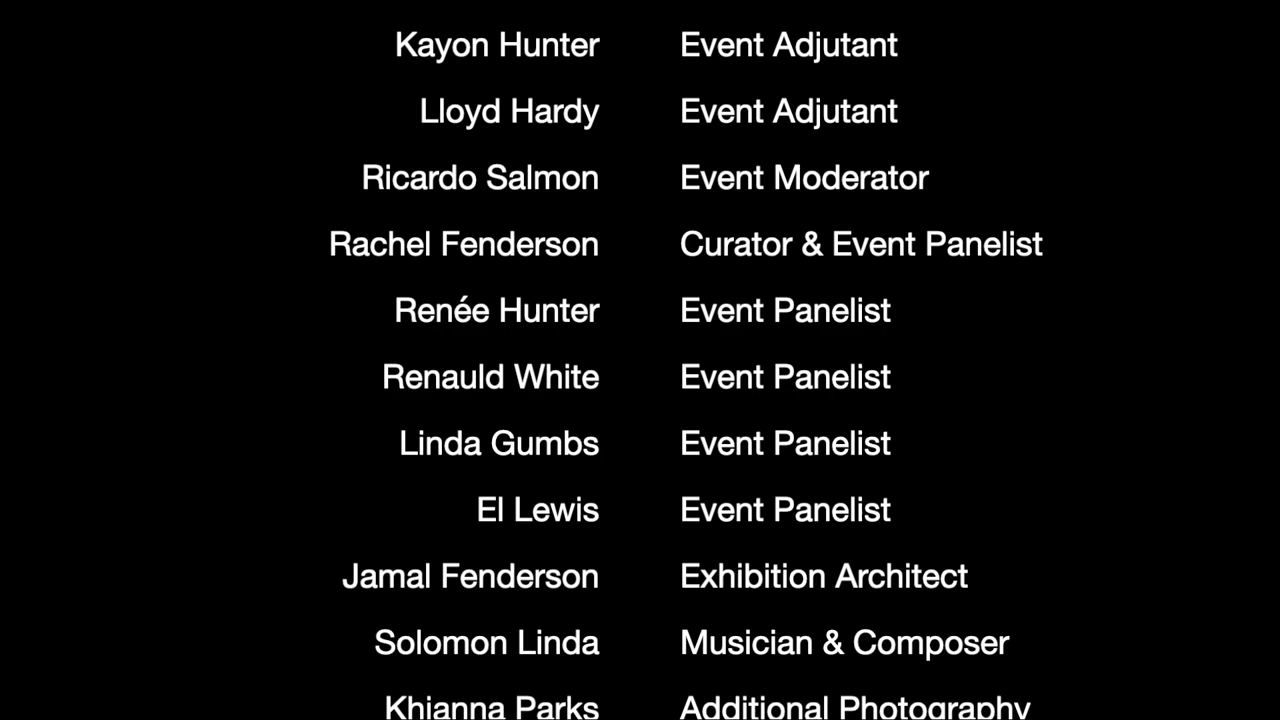 Kayon Hunter Event Adjutant
Lloyd Hardy Event Adjutant
Ricardo Salmon Event Moderator
Rachel Fenderson Curator & Event Panelist
Renée Hunter Event Panelist
Renauld White Event Panelist
Linda Gumbs Event Panelist
El Lewis Event Panelist
Jamal Fenderson Exhibition Architect
Solomon Linda Musician & Composer
Khianna Parks Additional Photography